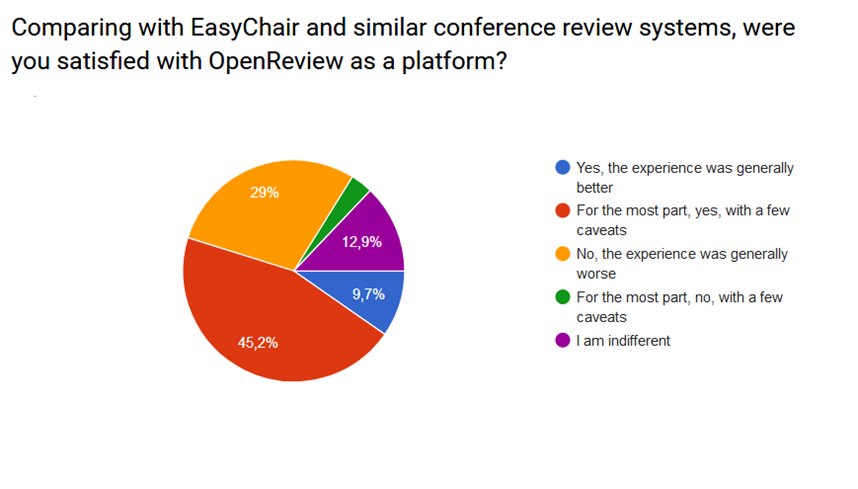 Comparing with EasyChair and similar conference review systems, were
you satisfied with OpenReview as a platform?
29%
12,9%
9,7%
45,2%
Yes, the experience was generally
better
For the most part, yes, with a few
caveats
No, the experience was generally
worse
For the most part, no, with a few
caveats
I am indifferent